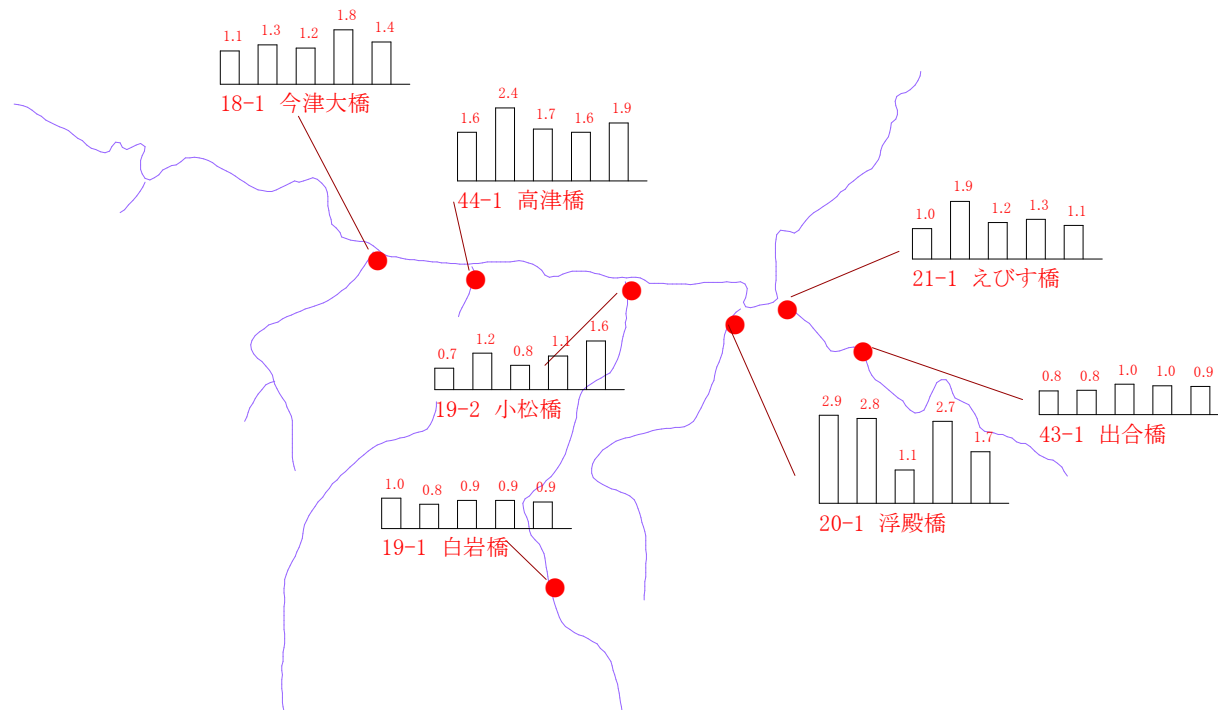 1.1 1.3 1.2 1.8 1.4
18-1 今津大橋
1.6 2.4 1.7 1.6 1.9
44-1 高津橋
1.0 1.9 1.2 1.3 1.1
21-1 えびす橋
0.7 1.2 0.8 1.1 1.6
19-2 小松橋
0.8 0.8 1.0 1.0 0.9
43-1 出合橋
2.9 2.8 1.1 2.7 1.7
20-1 浮殿橋
1.0 0.8 0.9 0.9 0.9
19-1 白岩橋